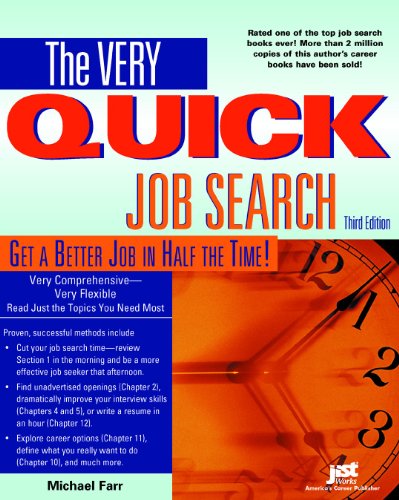 Rated one of the top job search
books ever! More than 2 million
copies of this author's career
books have been sold!
The VERY
QUICK
JOB SEARCH
Third Edition
GET A BETTER JOB IN HALF THE TIME!
Very Comprehensive—
Very Flexible
Read Just the Topics You Need Most
Proven, successful methods include
• Cut your job search time—review
Section 1 in the morning and be a more
effective job seeker that afternoon.
• Find unadvertised openings (Chapter 2),
dramatically improve your interview skills
(Chapters 4 and 5), or write a resume in
an hour (Chapter 12).
• Explore career options (Chapter 11),
define what you really want to do
(Chapter 10), and much more.
Michael Farr
jist
Works
America's Career Publisher